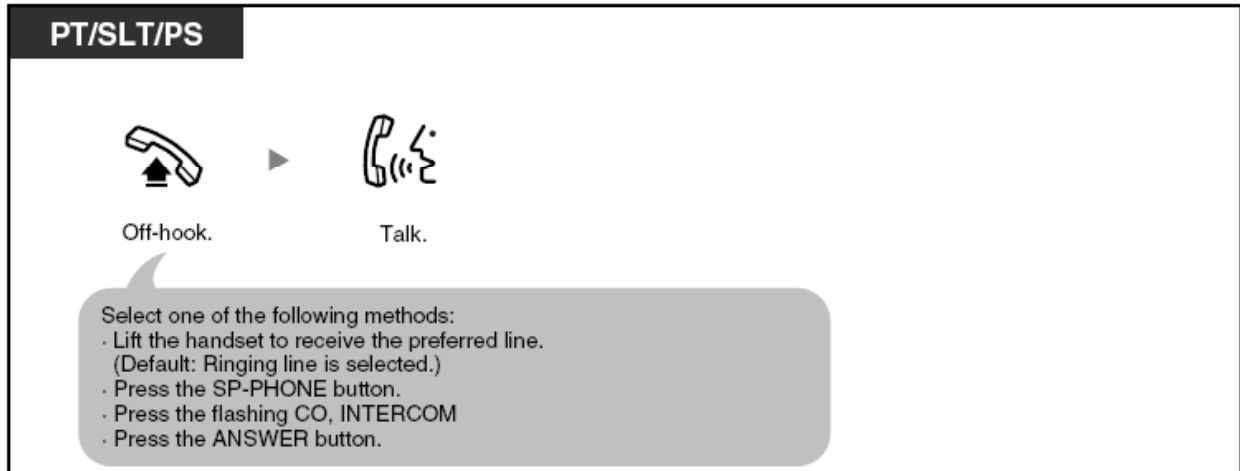 PT/SLT/PS
Off-hook.
Talk.
Select one of the following methods:
· Lift the handset to receive the preferred line.
(Default: Ringing line is selected.)
· Press the SP-PHONE button.
· Press the flashing CO, INTERCOM
· Press the ANSWER button.